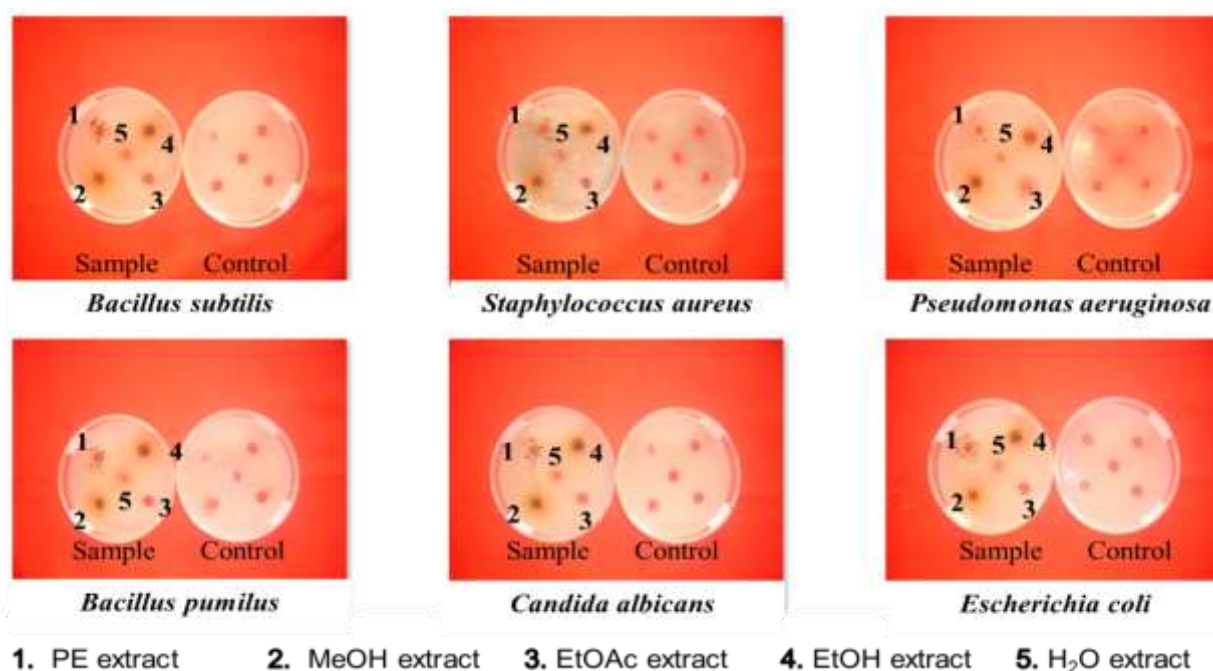 1 5 4 2 3 Sample Control
1 5 4 2 3 Sample Control
1 5 4 2 3 Sample Control
Bacillus subtilis Staphylococcus aureus Pseudomonas aeruginosa
1 4 5 2 3 Sample Control
1 5 4 2 3 Sample Control
1 5 4 2 3 Sample Control
Bacillus pumilus Candida albicans Escherichia coli
1. PE extract 2. MeOH extract 3. EtOAc extract 4. EtOH extract 5. H₂O extract